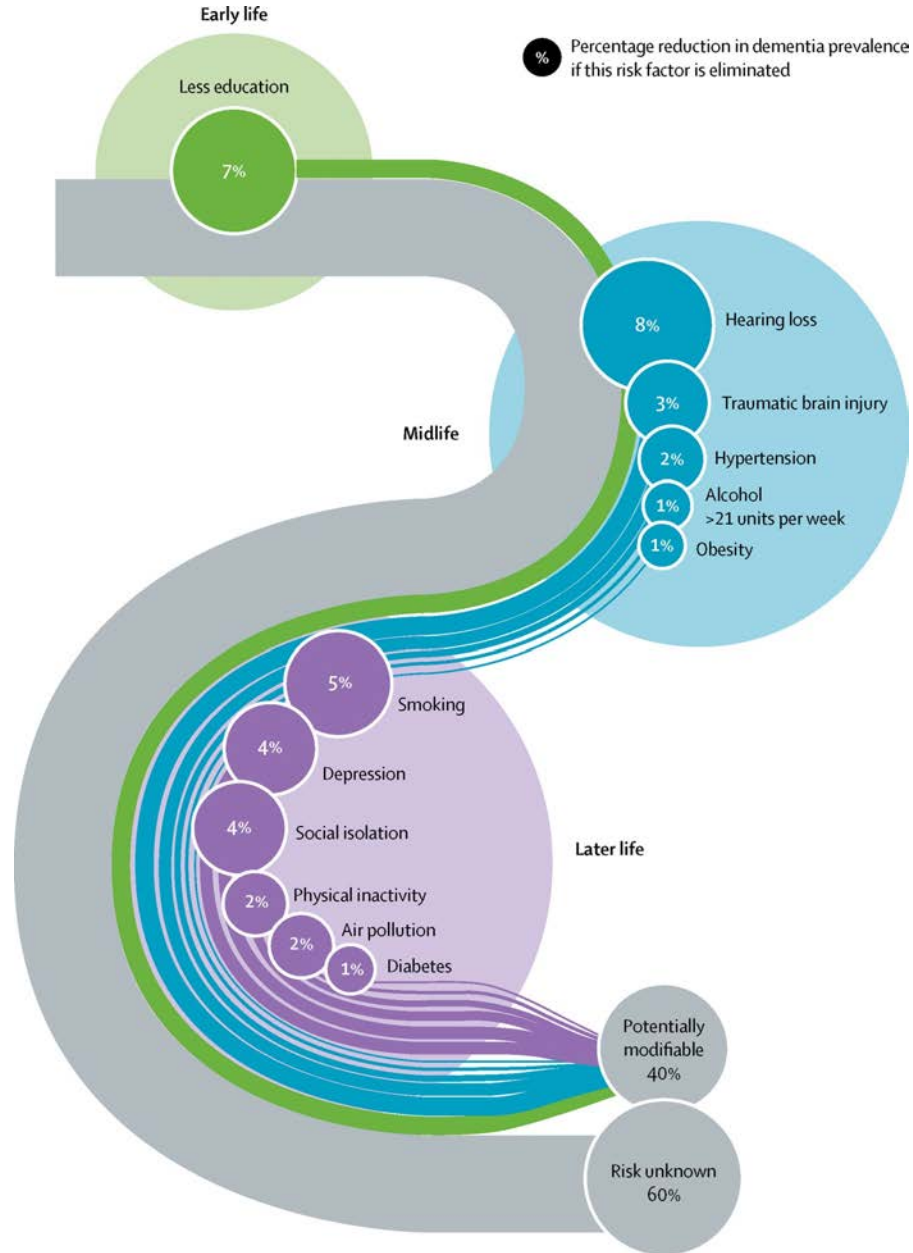 Early life
%
Percentage reduction in dementia prevalence
if this risk factor is eliminated
Less education
7%
8%
Hearing loss
3%
Traumatic brain injury
Midlife
2%
Hypertension
1%
Alcohol
>21 units per week
1%
Obesity
5%
Smoking
4%
Depression
4%
Social isolation
Later life
2%
Physical inactivity
2%
Air pollution
1%
Diabetes
Potentially
modifiable
40%
Risk unknown
60%